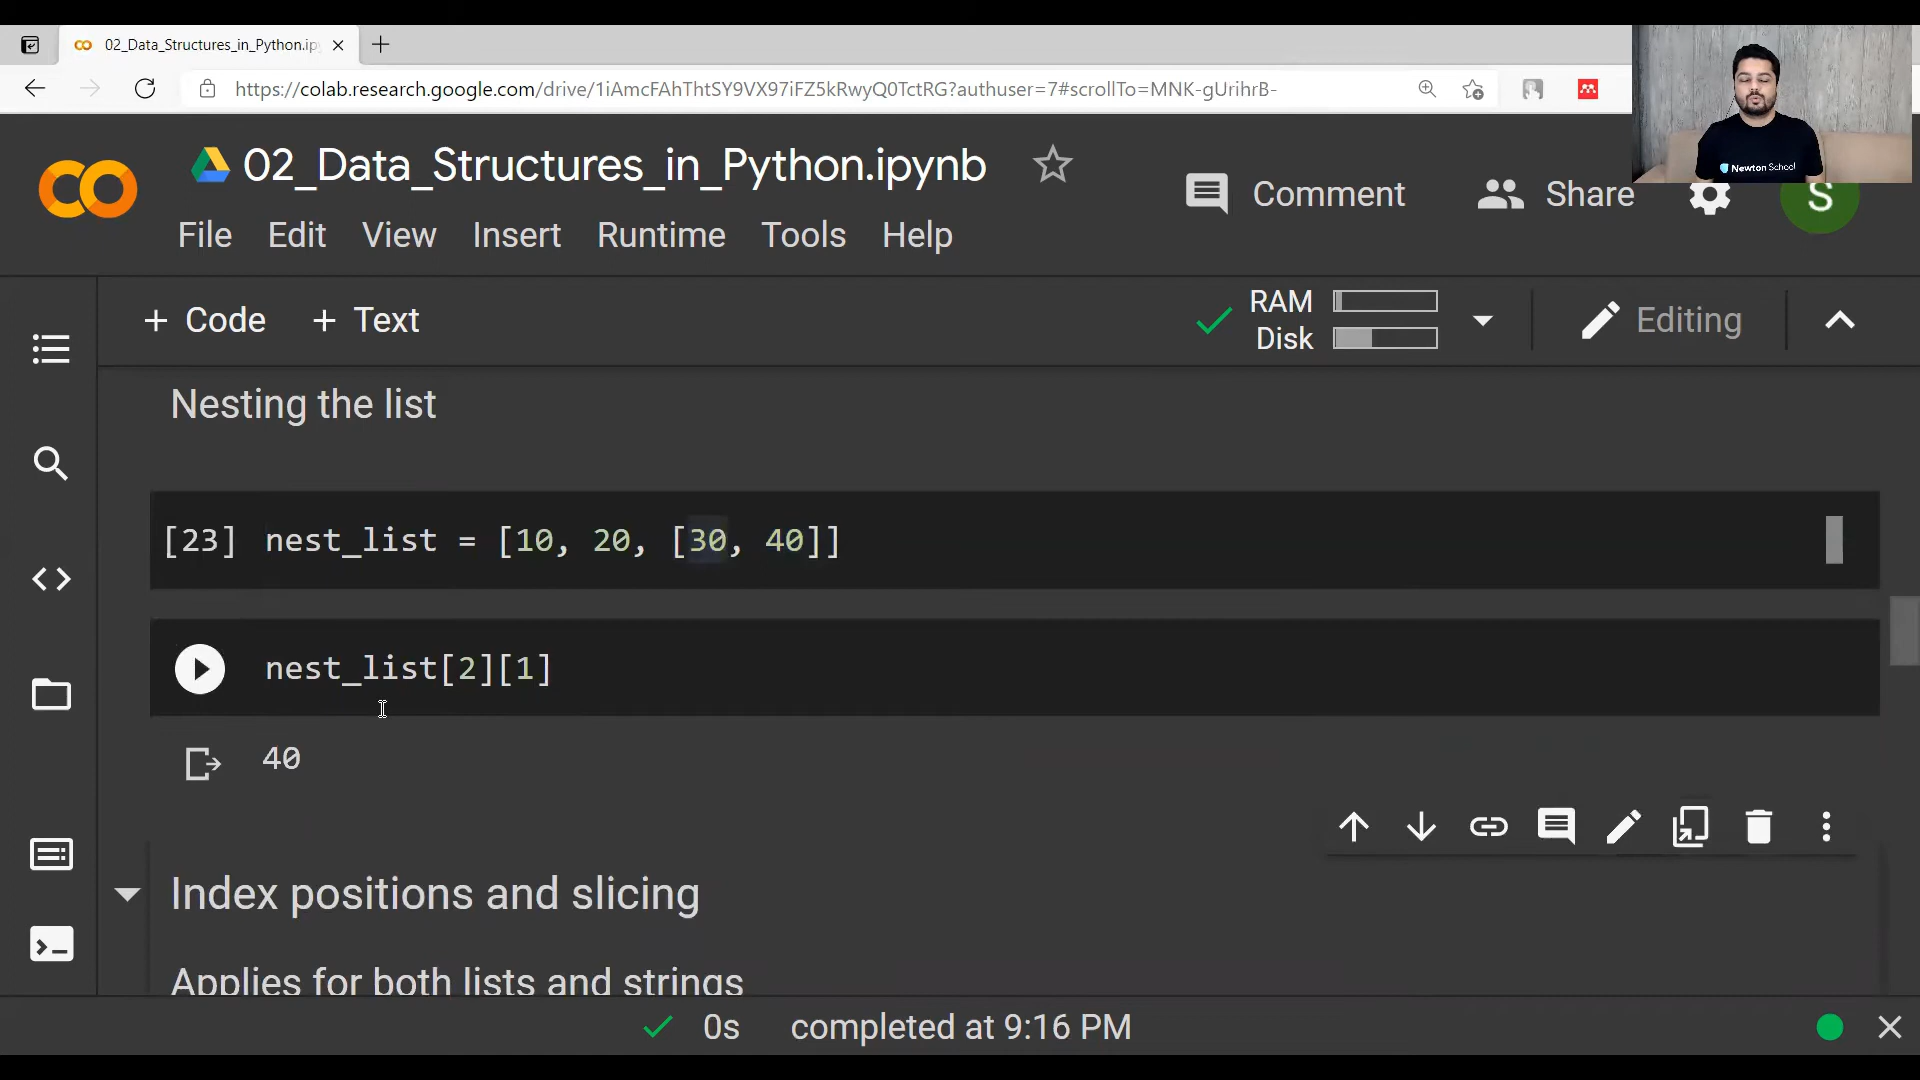 02_Data_Structures_in_Python.ip
https://colab.research.google.com/drive/1iAmcFAhThtSY9VX97iFZ5kRwyQ0TctRG?authuser=7#scrollTo=MNK-gUrihrB-
Newton School
02_Data_Structures_in_Python.ipynb
Comment
Share
S
File Edit View Insert Runtime Tools Help
+ Code + Text
RAM
Disk
Editing
Nesting the list
[23] nest_list = [10, 20, [30, 40]]
nest_list[2][1]
40
Index positions and slicing
Applies for both lists and strings
0s completed at 9:16 PM